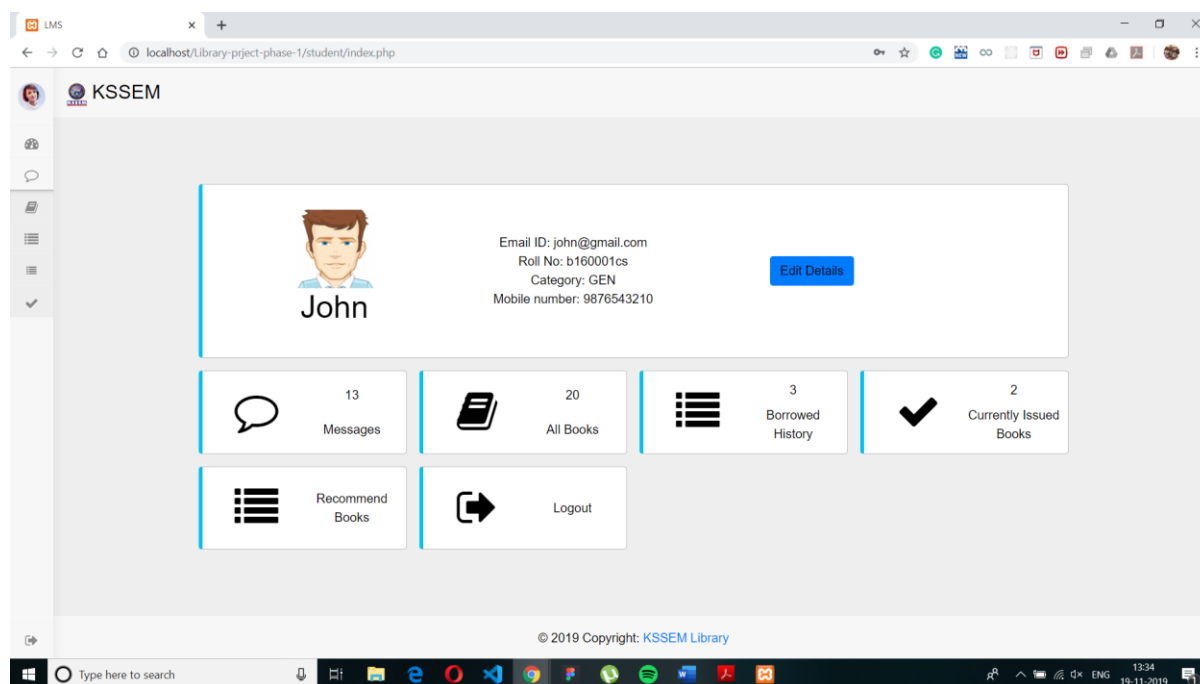 LMS
localhost/Library-prject-phase-1/student/index.php
KSSEM
Email ID: john@gmail.com
Roll No: b160001cs
Category: GEN
Mobile number: 9876543210
Edit Details
John
13
Messages
20
All Books
3
Borrowed
History
2
Currently Issued
Books
Recommend
Books
Logout
© 2019 Copyright: KSSEM Library
Type here to search
ENG
13:34
19-11-2019